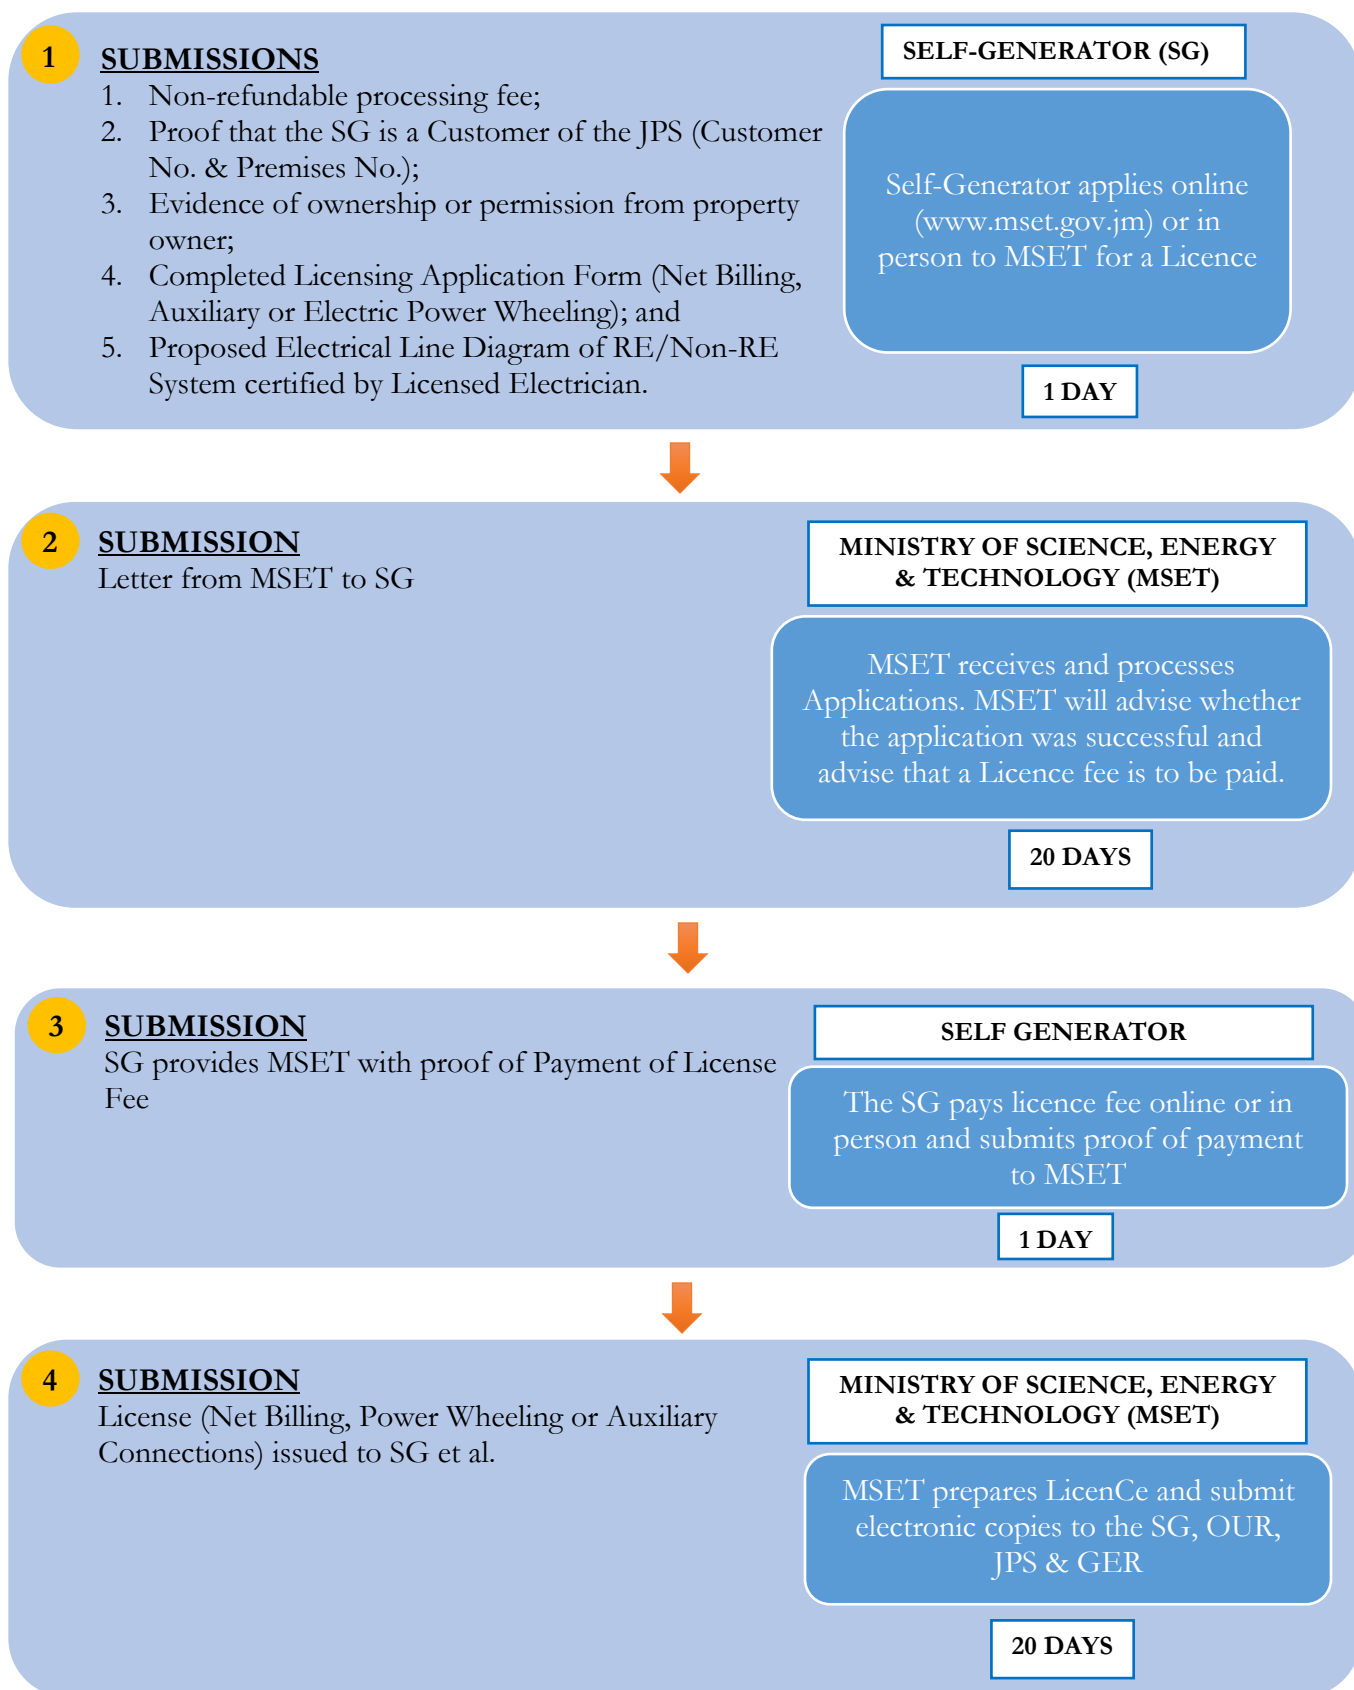 1
SUBMISSIONS
1. Non-refundable processing fee;
2. Proof that the SG is a Customer of the JPS (Customer
No. & Premises No.);
3. Evidence of ownership or permission from property
owner;
4. Completed Licensing Application Form (Net Billing,
Auxiliary or Electric Power Wheeling); and
5. Proposed Electrical Line Diagram of RE/Non-RE
System certified by Licensed Electrician.
SELF-GENERATOR (SG)
Self-Generator applies online
(www.mset.gov.jm) or in
person to MSET for a Licence
1 DAY
2
SUBMISSION
Letter from MSET to SG
MINISTRY OF SCIENCE, ENERGY
& TECHNOLOGY (MSET)
MSET receives and processes
Applications. MSET will advise whether
the application was successful and
advise that a Licence fee is to be paid.
20 DAYS
3
SUBMISSION
SG provides MSET with proof of Payment of License
Fee
SELF GENERATOR
The SG pays licence fee online or in
person and submits proof of payment
to MSET
1 DAY
4
SUBMISSION
License (Net Billing, Power Wheeling or Auxiliary
Connections) issued to SG et al.
MINISTRY OF SCIENCE, ENERGY
& TECHNOLOGY (MSET)
MSET prepares LicenCe and submit
electronic copies to the SG, OUR,
JPS & GER
20 DAYS